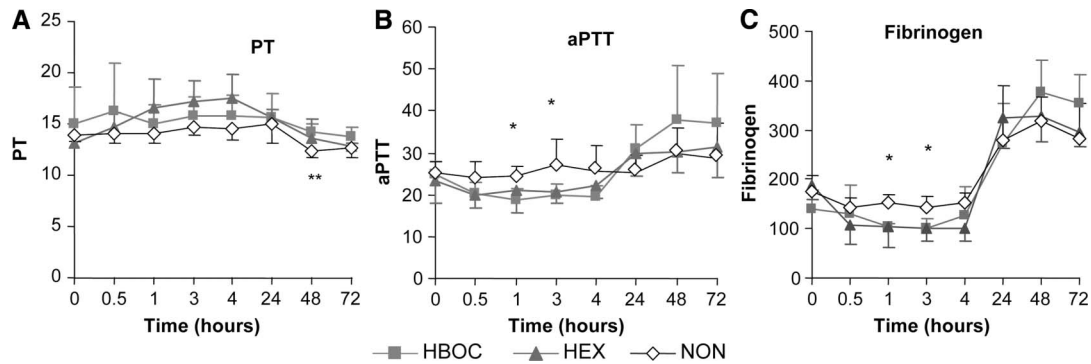 A
PT
25
20
15
10
5
0
PT
**
0 0.5 1 3 4 24 48 72
Time (hours)
B
aPTT
60
50
40
30
20
10
0
aPTT
*
*
0 0.5 1 3 4 24 48 72
Time (hours)
C
Fibrinogen
500
400
300
200
100
0
Fibrinogen
* *
0 0.5 1 3 4 24 48 72
Time (hours)
HBOC HEX NON